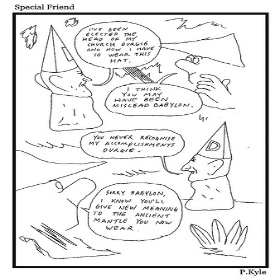 Special Friend
I'VE BEEN
ELECTED THE
HEAD OF MY
CHURCH DURGIE
AND NOW I HAVE
TO WEAR THIS
HAT.
I THINK
YOU MAY
HAVE BEEN
MISLEAD BABYLON.
YOU NEVER RECOGNISE
MY ACCOMPLISHMENTS
DURGIE.
D
SORRY BABYLON,
I KNOW YOU'LL
GIVE NEW MEANING
TO THE ANCIENT
MANTLE YOU NOW
WEAR
P.Kyle